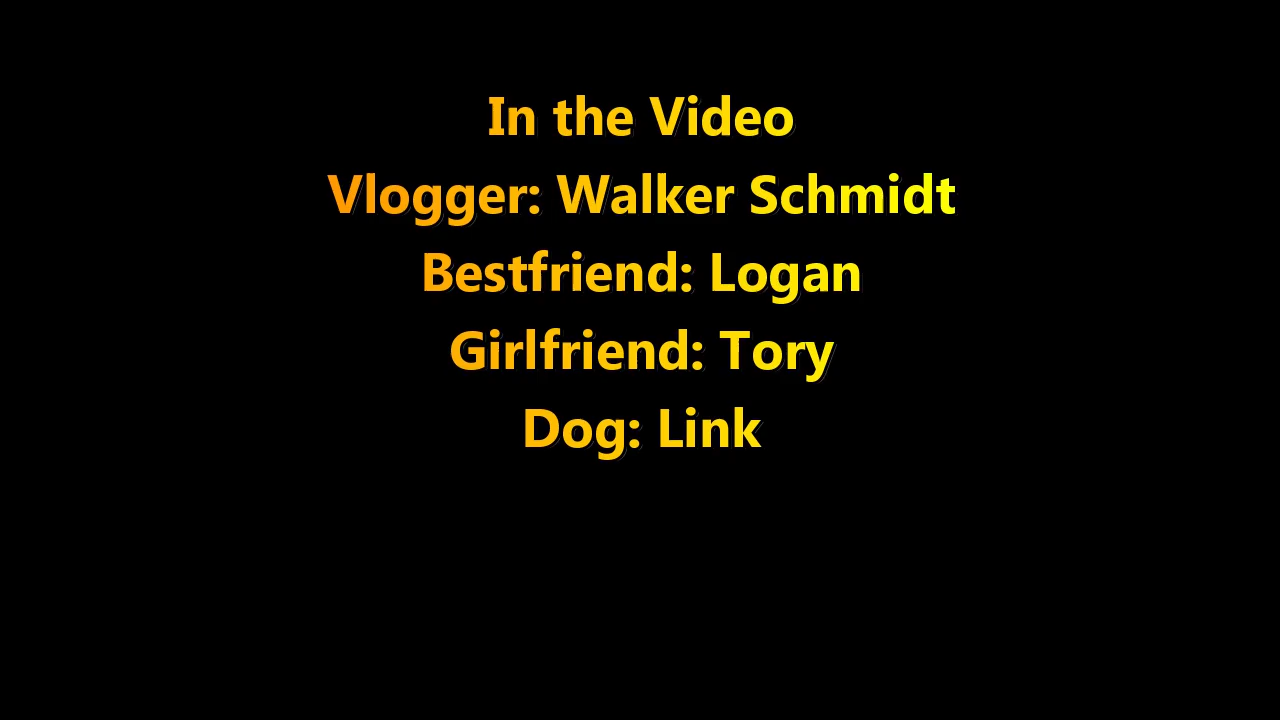 In the Video
Vlogger: Walker Schmidt
Bestfriend: Logan
Girlfriend: Tory
Dog: Link